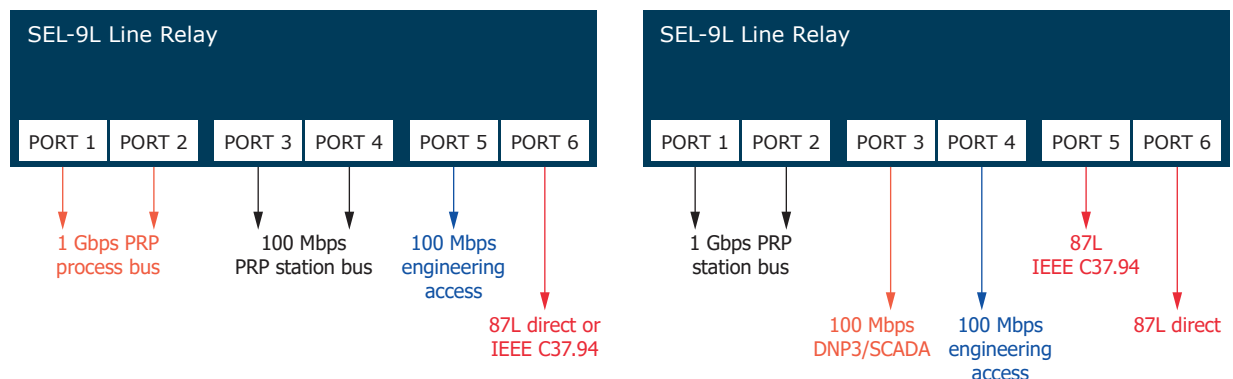 SEL-9L Line Relay
PORT 1 PORT 2 PORT 3 PORT 4 PORT 5 PORT 6
1 Gbps PRP
process bus
100 Mbps
PRP station bus
100 Mbps
engineering
access
87L direct or
IEEE C37.94
SEL-9L Line Relay
PORT 1 PORT 2 PORT 3 PORT 4 PORT 5 PORT 6
1 Gbps PRP
station bus
100 Mbps
DNP3/SCADA
100 Mbps
engineering
access
87L
IEEE C37.94
87L direct